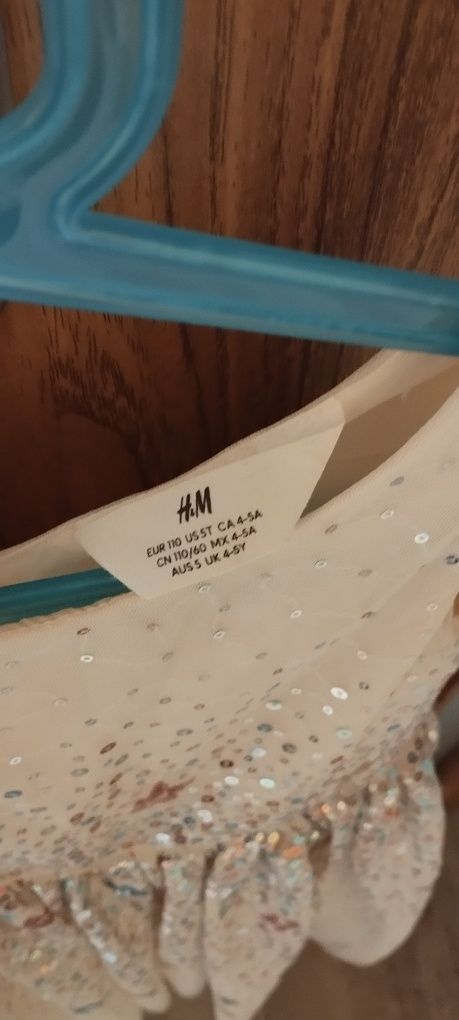 H&M
EUR 110 US 5T CA 4-5A
CN 110/60 MX 4-5A
AUS 5 UK 4-5Y